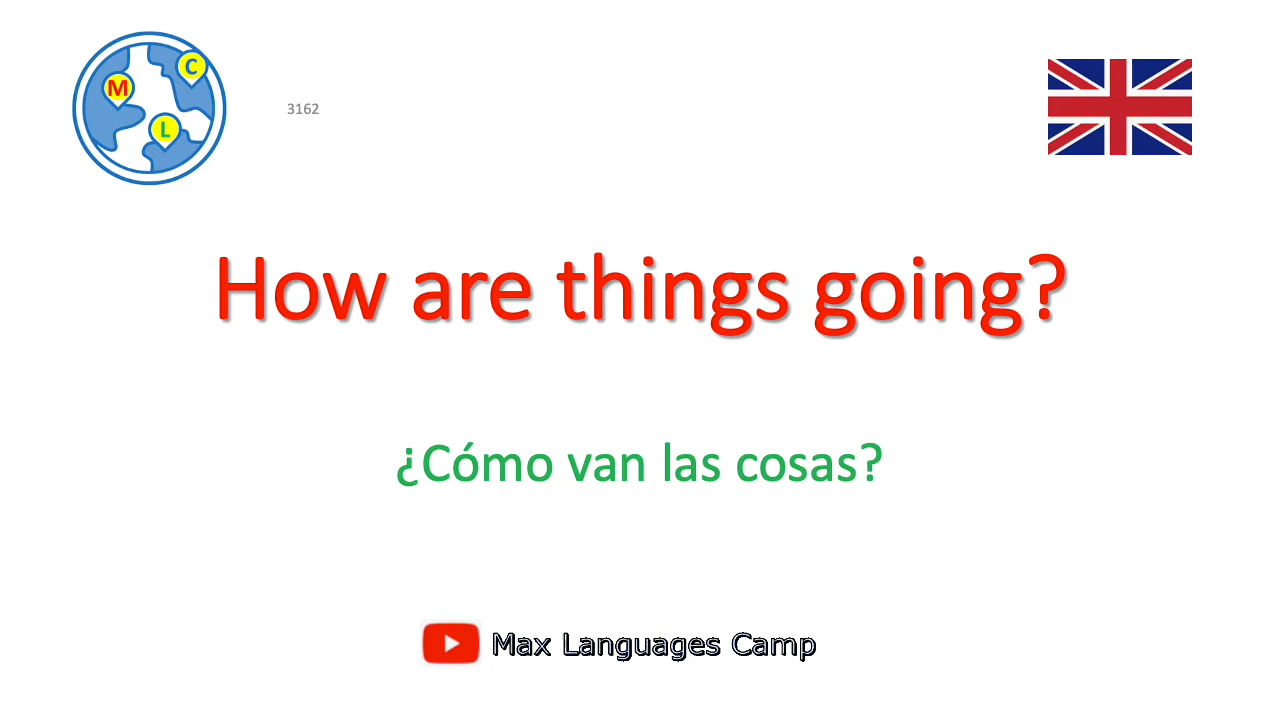 M
C
L
3162
How are things going?
¿Cómo van las cosas?
Max Languages Camp